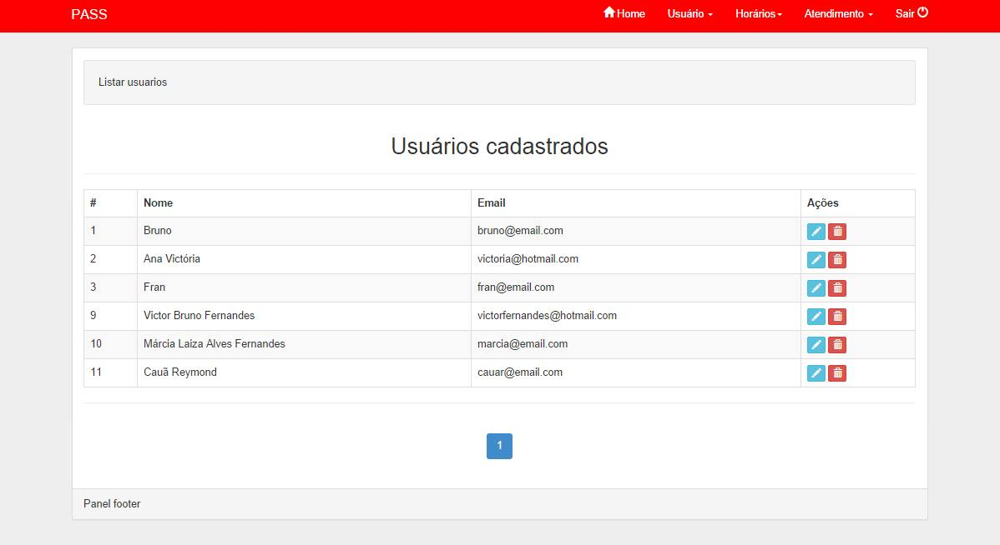 PASS Home Usuário Horários Atendimento Sair
Listar usuarios
Usuários cadastrados
# Nome Email Ações
1 Bruno bruno@email.com
2 Ana Victória victoria@hotmail.com
3 Fran fran@email.com
9 Victor Bruno Fernandes victorfernandes@hotmail.com
10 Márcia Laiza Alves Fernandes marcia@email.com
11 Cauã Reymond cauar@email.com
1
Panel footer